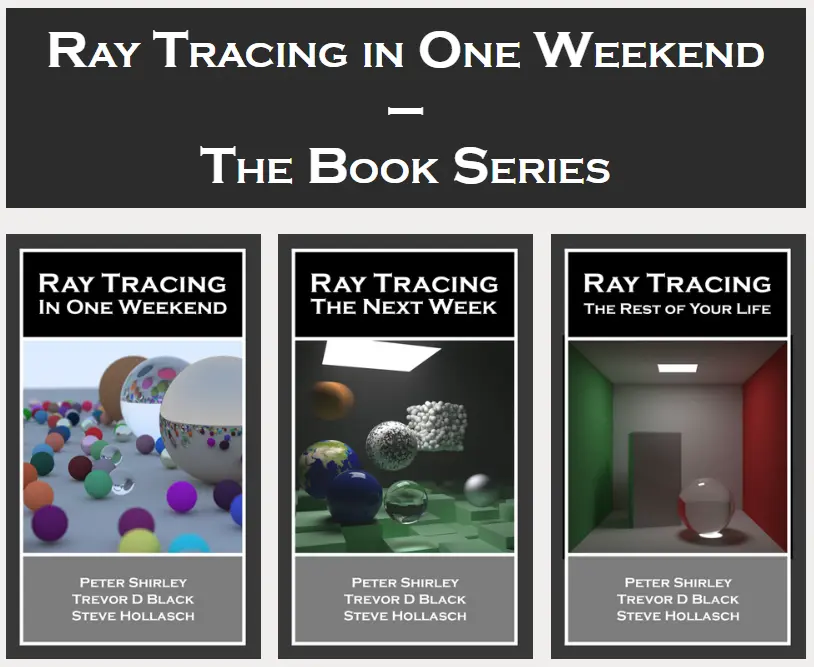 Ray Tracing in One Weekend
—
The Book Series
Ray Tracing
In One Weekend
Peter Shirley
Trevor D Black
Steve Hollasch
Ray Tracing
The Next Week
Peter Shirley
Trevor D Black
Steve Hollasch
Ray Tracing
The Rest of Your Life
Peter Shirley
Trevor D Black
Steve Hollasch